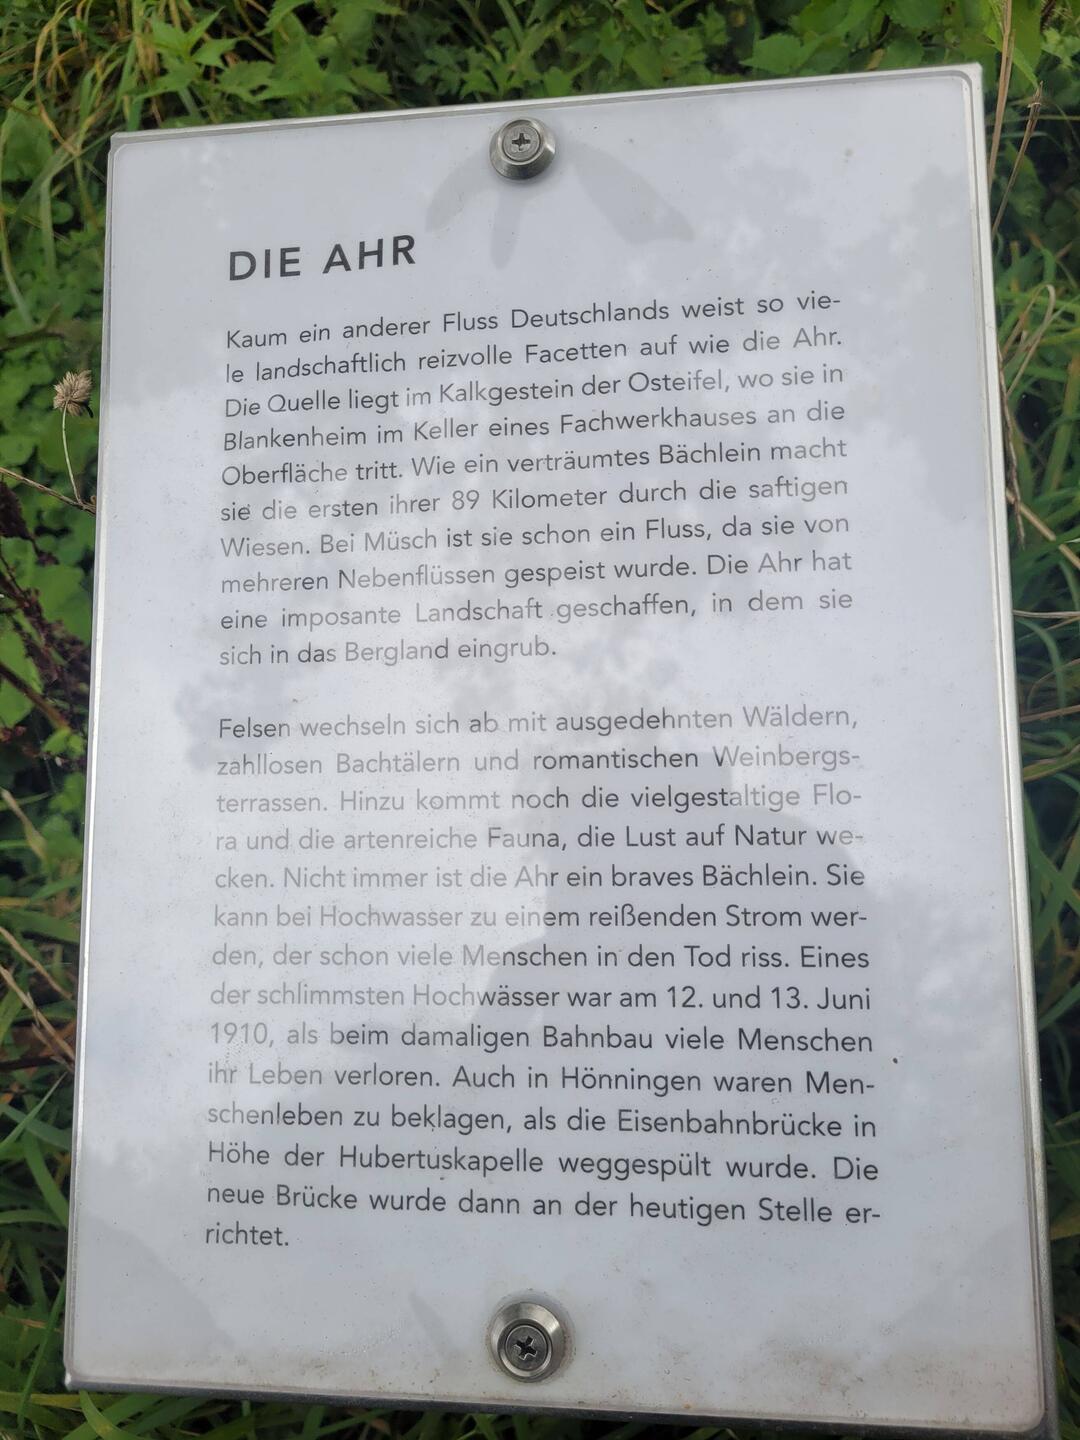 DIE AHR
Kaum ein anderer Fluss Deutschlands weist so vie-
le landschaftlich reizvolle Facetten auf wie die Ahr.
Die Quelle liegt im Kalkgestein der Osteifel, wo sie in
Blankenheim im Keller eines Fachwerkhauses an die
Oberfläche tritt. Wie ein verträumtes Bächlein macht
sie die ersten ihrer 89 Kilometer durch die saftigen
Wiesen. Bei Müsch ist sie schon ein Fluss, da sie von
mehreren Nebenflüssen gespeist wurde. Die Ahr hat
eine imposante Landschaft geschaffen, in dem sie
sich in das Bergland eingrub.
Felsen wechseln sich ab mit ausgedehnten Wäldern,
zahllosen Bachtälern und romantischen Weinbergs-
terrassen. Hinzu kommt noch die vielgestaltige Flo-
ra und die artenreiche Fauna, die Lust auf Natur we-
cken. Nicht immer ist die Ahr ein braves Bächlein. Sie
kann bei Hochwasser zu einem reißenden Strom wer-
den, der schon viele Menschen in den Tod riss. Eines
der schlimmsten Hochwässer war am 12. und 13. Juni
1910, als beim damaligen Bahnbau viele Menschen
ihr Leben verloren. Auch in Hönningen waren Men-
schenleben zu beklagen, als die Eisenbahnbrücke in
Höhe der Hubertuskapelle weggespült wurde. Die
neue Brücke wurde dann an der heutigen Stelle er-
richtet.